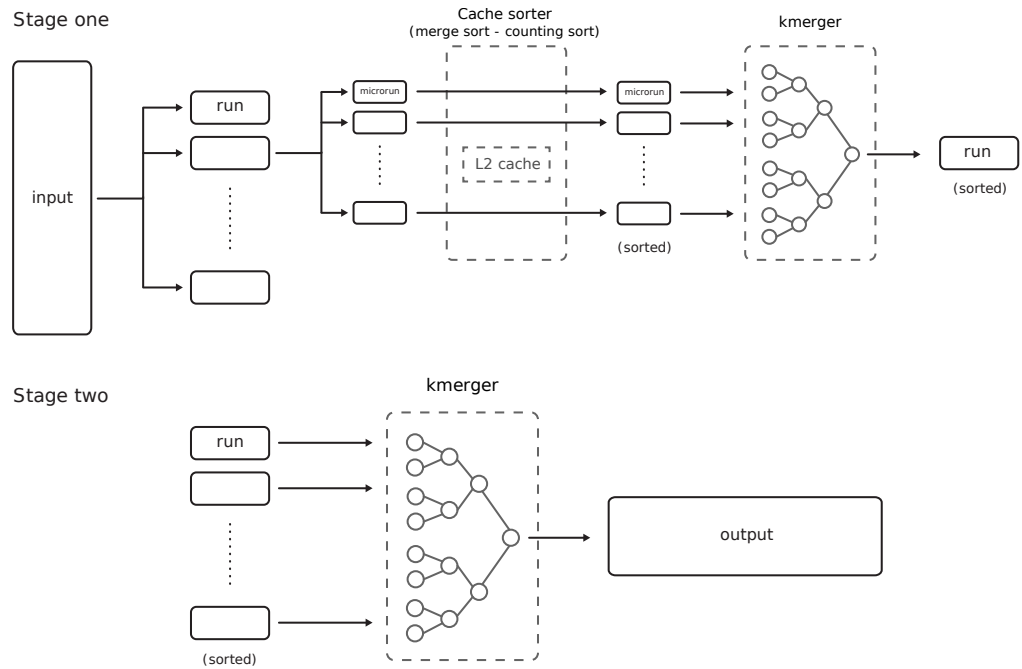 Stage one
Cache sorter
(merge sort - counting sort)
kmerger
input
run
microrun
L2 cache
microrun
(sorted)
run
(sorted)
Stage two
kmerger
run
(sorted)
output